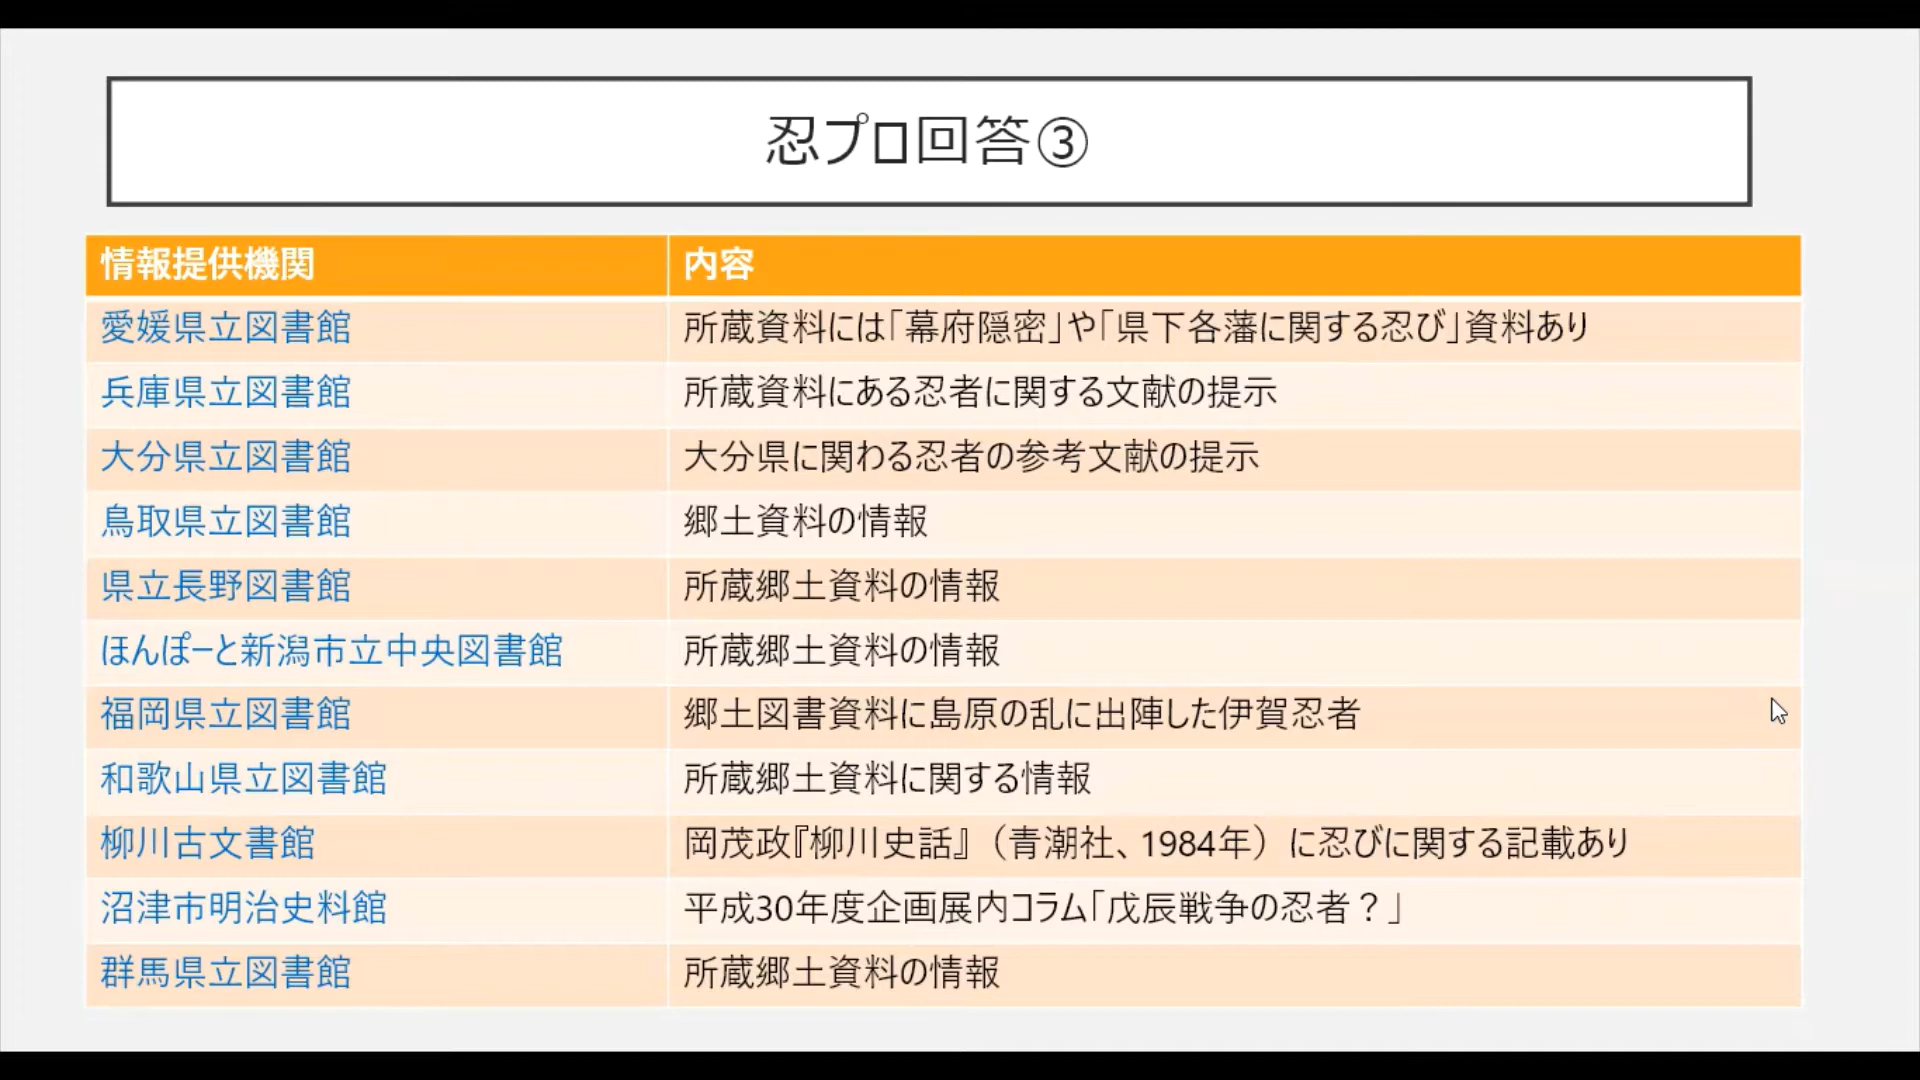 忍プロ回答③
情報提供機関 内容
愛媛県立図書館 所蔵資料には「幕府隠密」や「県下各藩に関する忍び」資料あり
兵庫県立図書館 所蔵資料にある忍者に関する文献の提示
大分県立図書館 大分県に関わる忍者の参考文献の提示
鳥取県立図書館 郷土資料の情報
県立長野図書館 所蔵郷土資料の情報
ほんぽーと新潟市立中央図書館 所蔵郷土資料の情報
福岡県立図書館 郷土図書資料に島原の乱に出陣した伊賀忍者
和歌山県立図書館 所蔵郷土資料に関する情報
柳川古文書館 岡茂政『柳川史話』（青潮社、1984年）に忍びに関する記載あり
沼津市明治史料館 平成30年度企画展内コラム「戊辰戦争の忍者？」
群馬県立図書館 所蔵郷土資料の情報